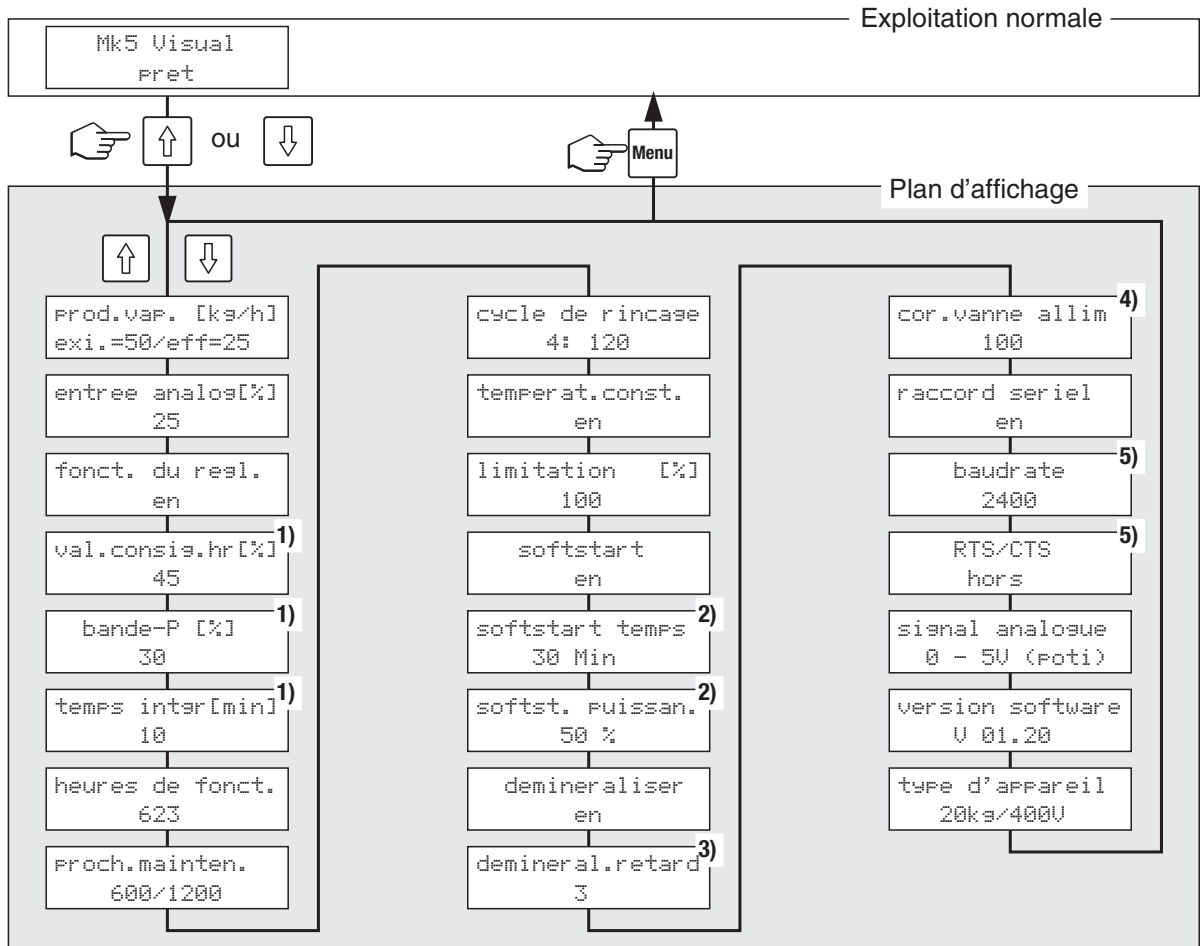 Exploitation normale
Mk5 Visual
pret
ou
Menu
Plan d'affichage
prod.vap. [kg/h]
exi.=50/eff=25
entree analog[%]
25
fonct. du regl.
en
val.consig.hr[%]
1)
45
bande-P [%]
1)
30
temps intgr[min]
1)
10
heures de fonct.
623
proch.mainten.
600/1200
cycle de rincage
4: 120
temperat.const.
en
limitation [%]
100
softstart
en
softstart temps
2)
30 Min
softst. puissan.
2)
50 %
demineraliser
en
demineral.retard
3)
3
cor.vanne allim
4)
100
raccord seriel
en
baudrate
5)
2400
RTS/CTS
5)
hors
signal analogue
0 - 5V (poti)
version software
V 01.20
type d'appareil
20kg/400V